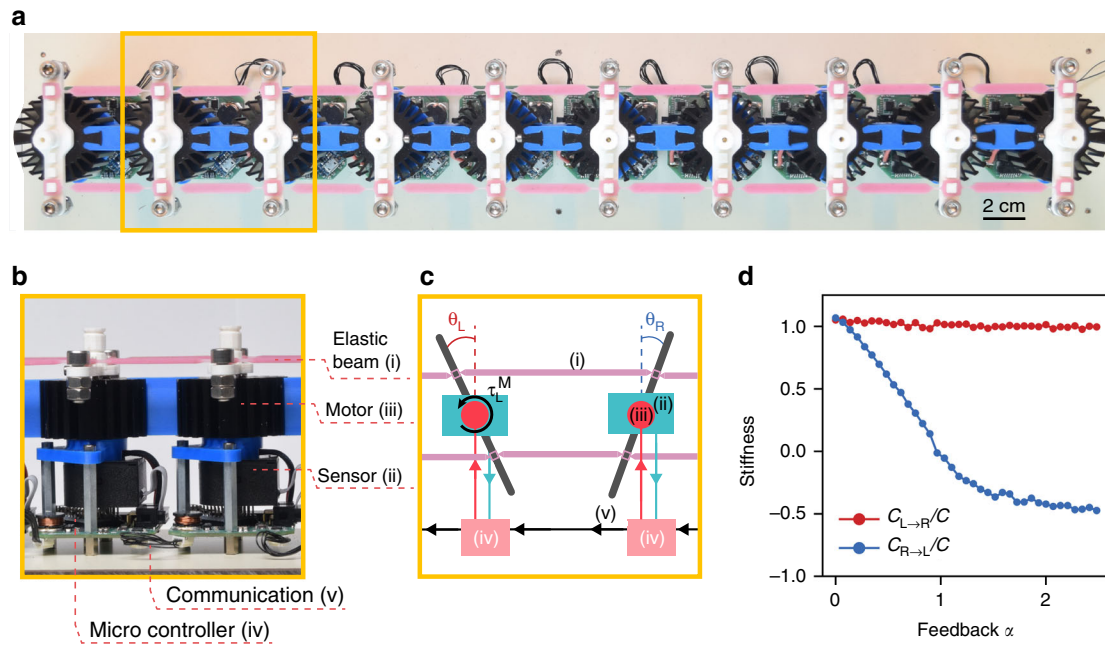 a
2 cm
b
Elastic
beam (i)
Motor (iii)
Sensor (ii)
Communication (v)
Micro controller (iv)
c
θL
θR
(i)
τLM
(ii)
(iii)
(v)
(iv)
(iv)
d
Stiffness
1.0
0.5
0.0
−0.5
−1.0
CL→R/C
CR→L/C
0
1
2
Feedback α